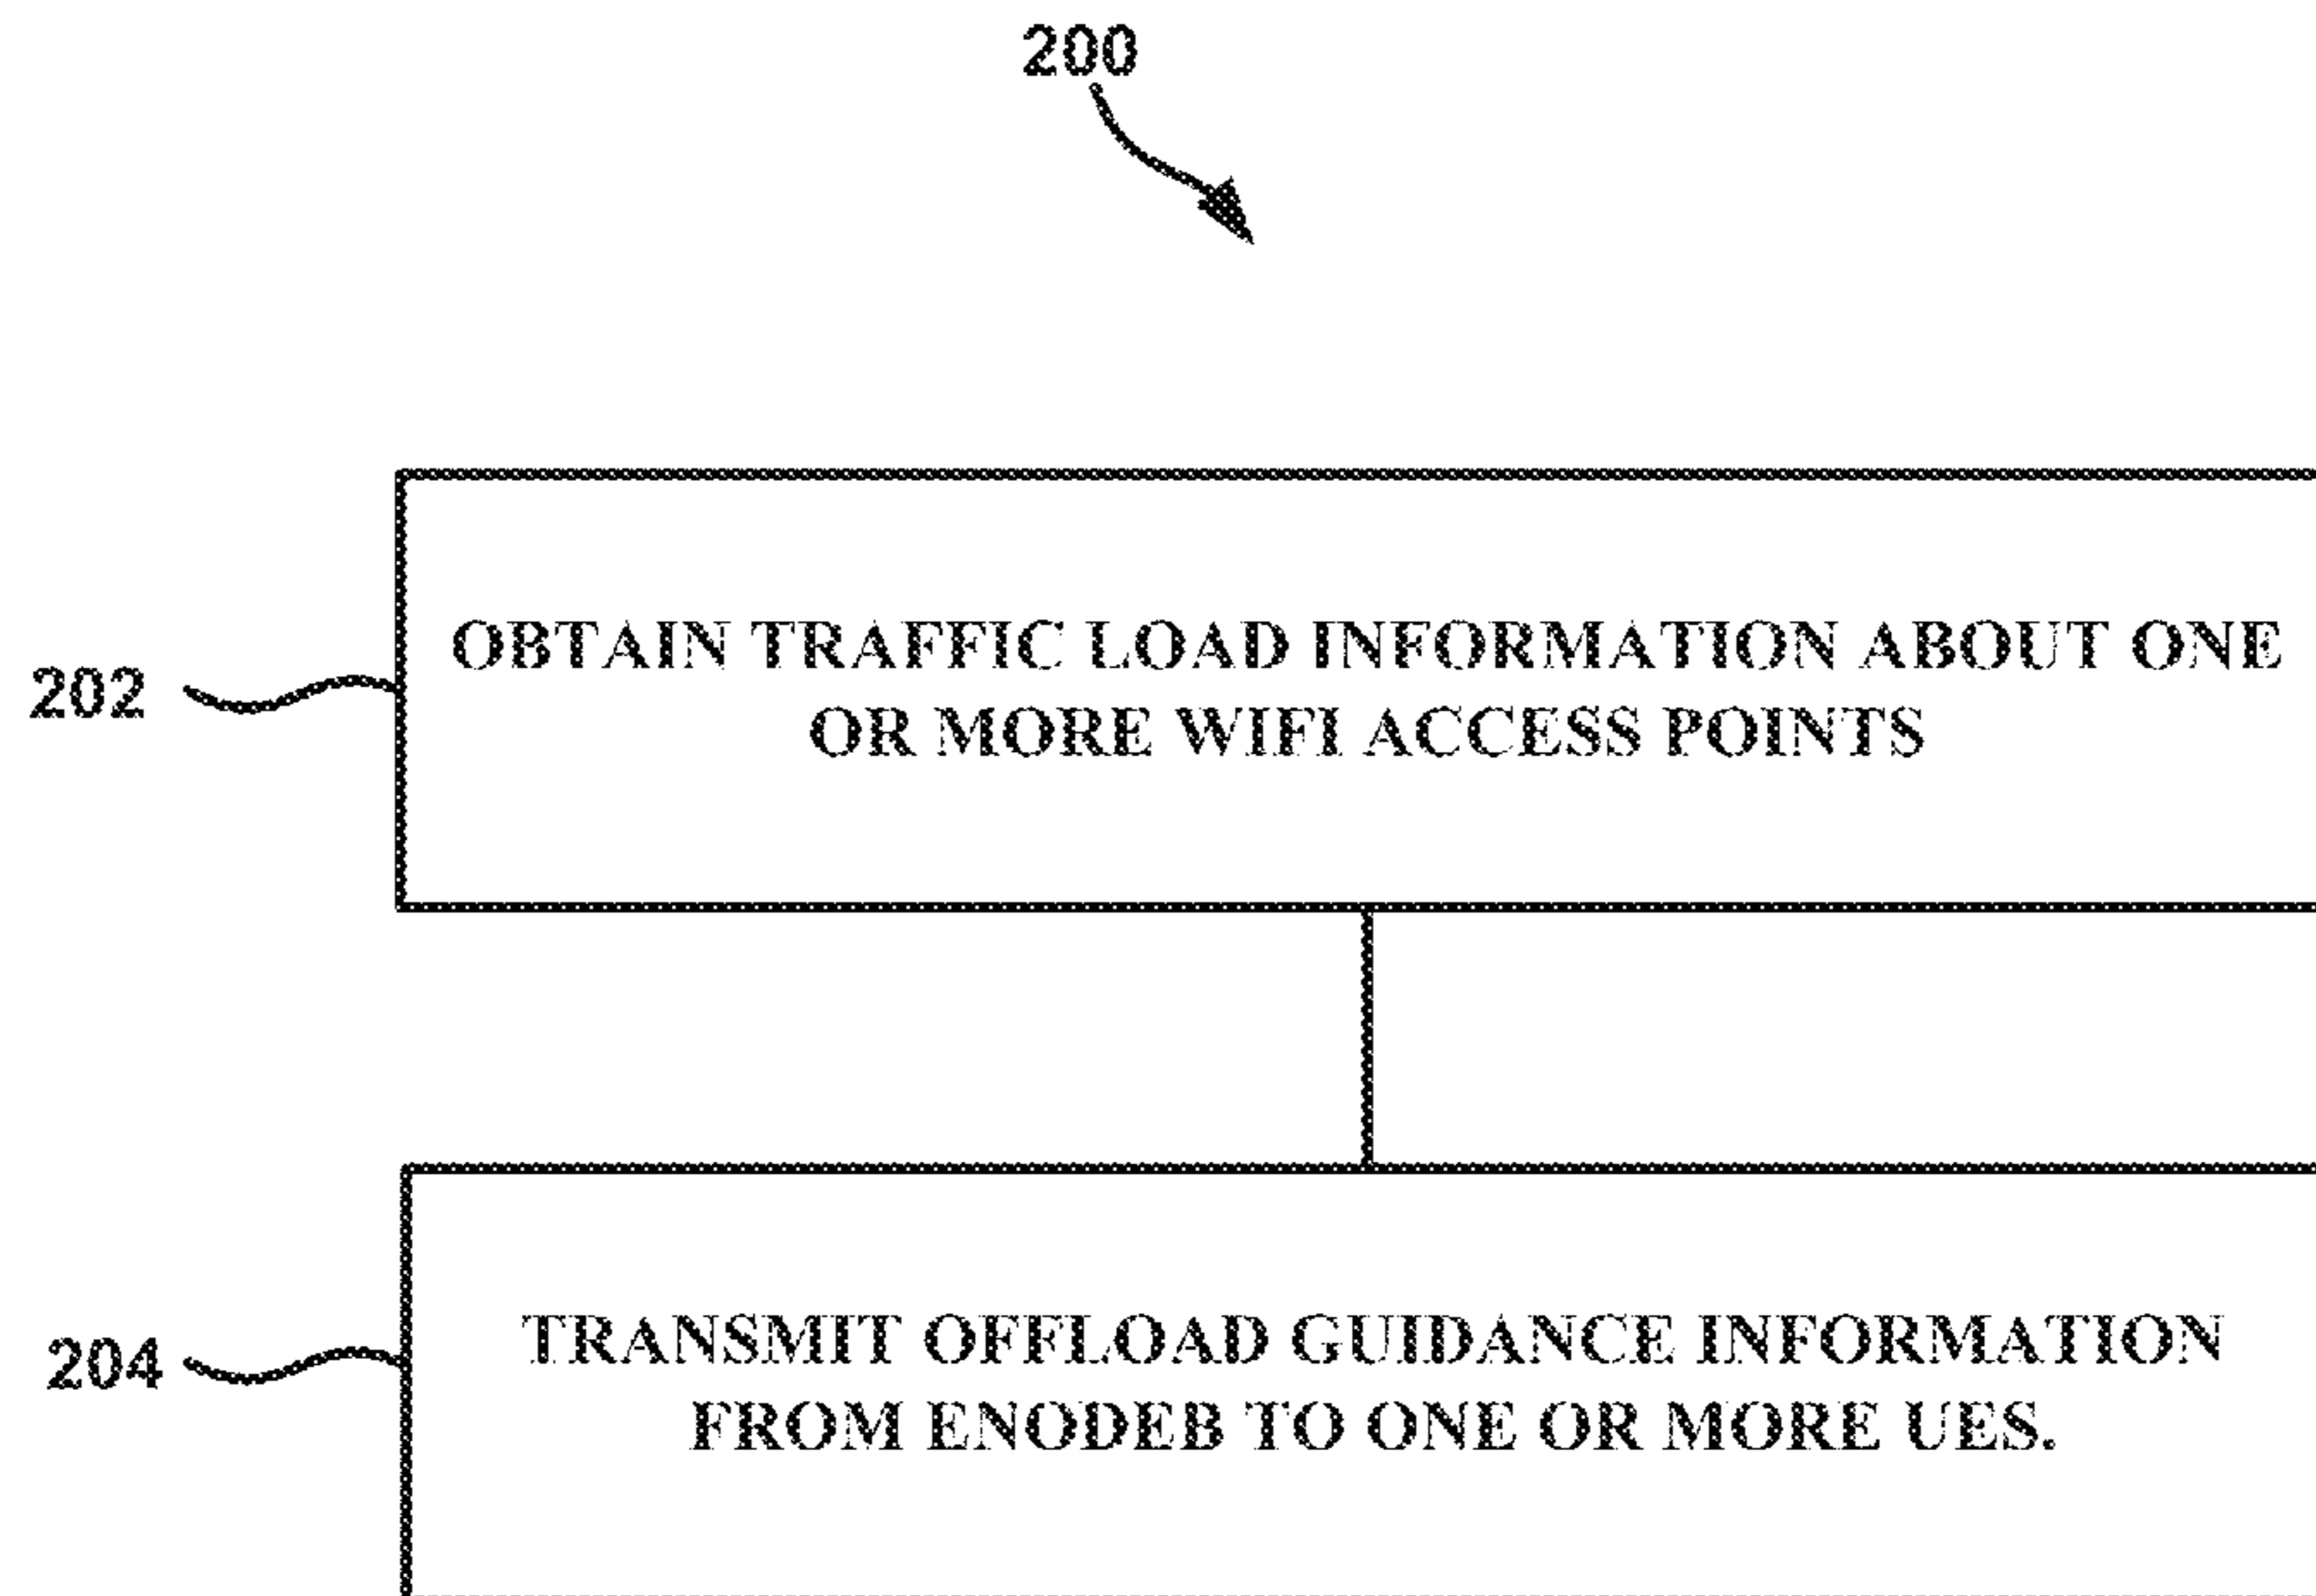 200
202
OBTAIN TRAFFIC LOAD INFORMATION ABOUT ONE
OR MORE WIFI ACCESS POINTS
204
TRANSMIT OFFLOAD GUIDANCE INFORMATION
FROM ENODEB TO ONE OR MORE UES.